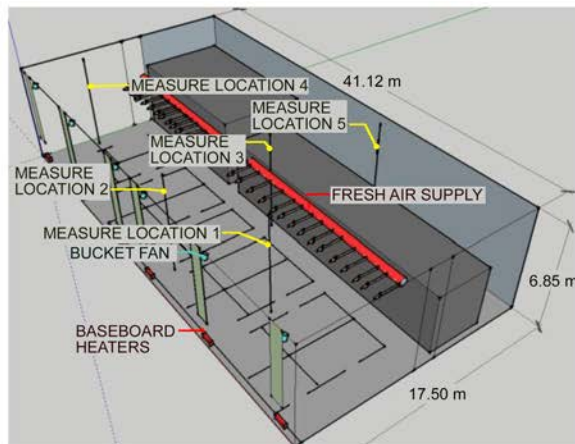 41.12 m
MEASURE LOCATION 4
MEASURE
LOCATION 5
MEASURE
LOCATION 3
MEASURE
LOCATION 2
FRESH AIR SUPPLY
MEASURE LOCATION 1
BUCKET FAN
6.85 m
BASEBOARD
HEATERS
17.50 m